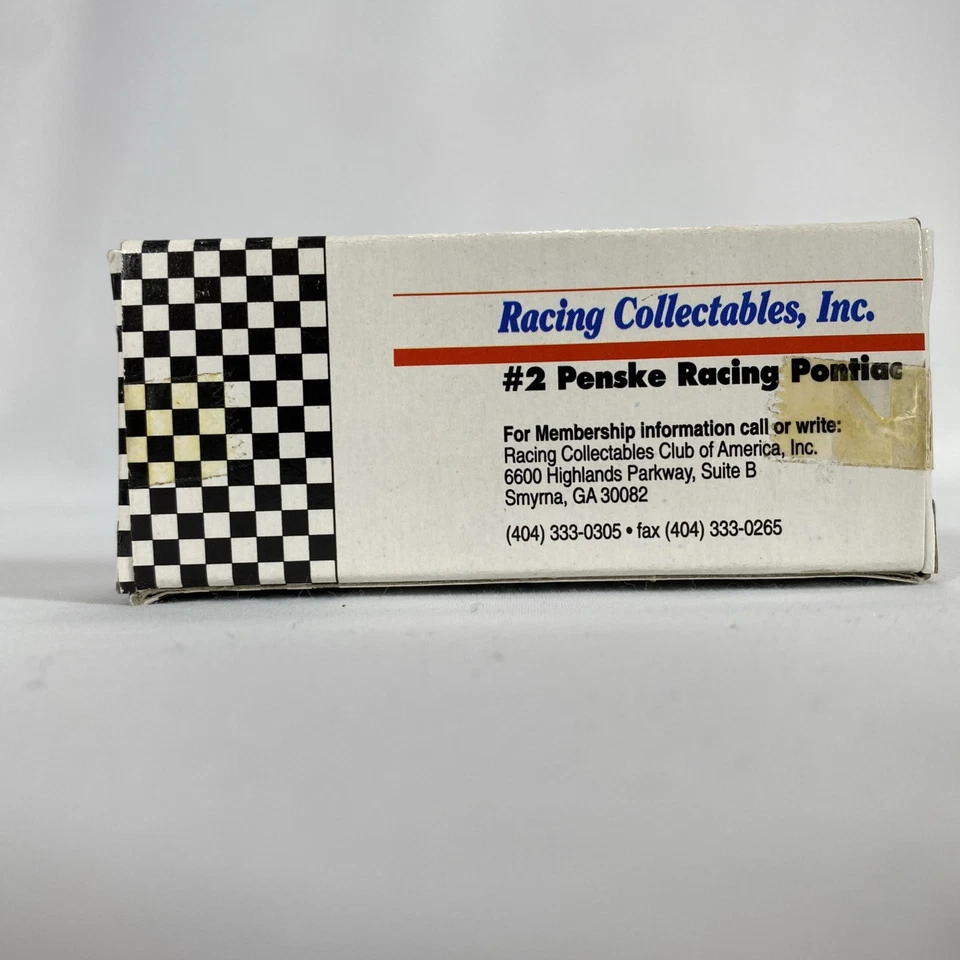 Racing Collectables, Inc.
#2 Penske Racing Pontiac
For Membership information call or write:
Racing Collectables Club of America, Inc.
6600 Highlands Parkway, Suite B
Smyrna, GA 30082
(404) 333-0305 • fax (404) 333-0265